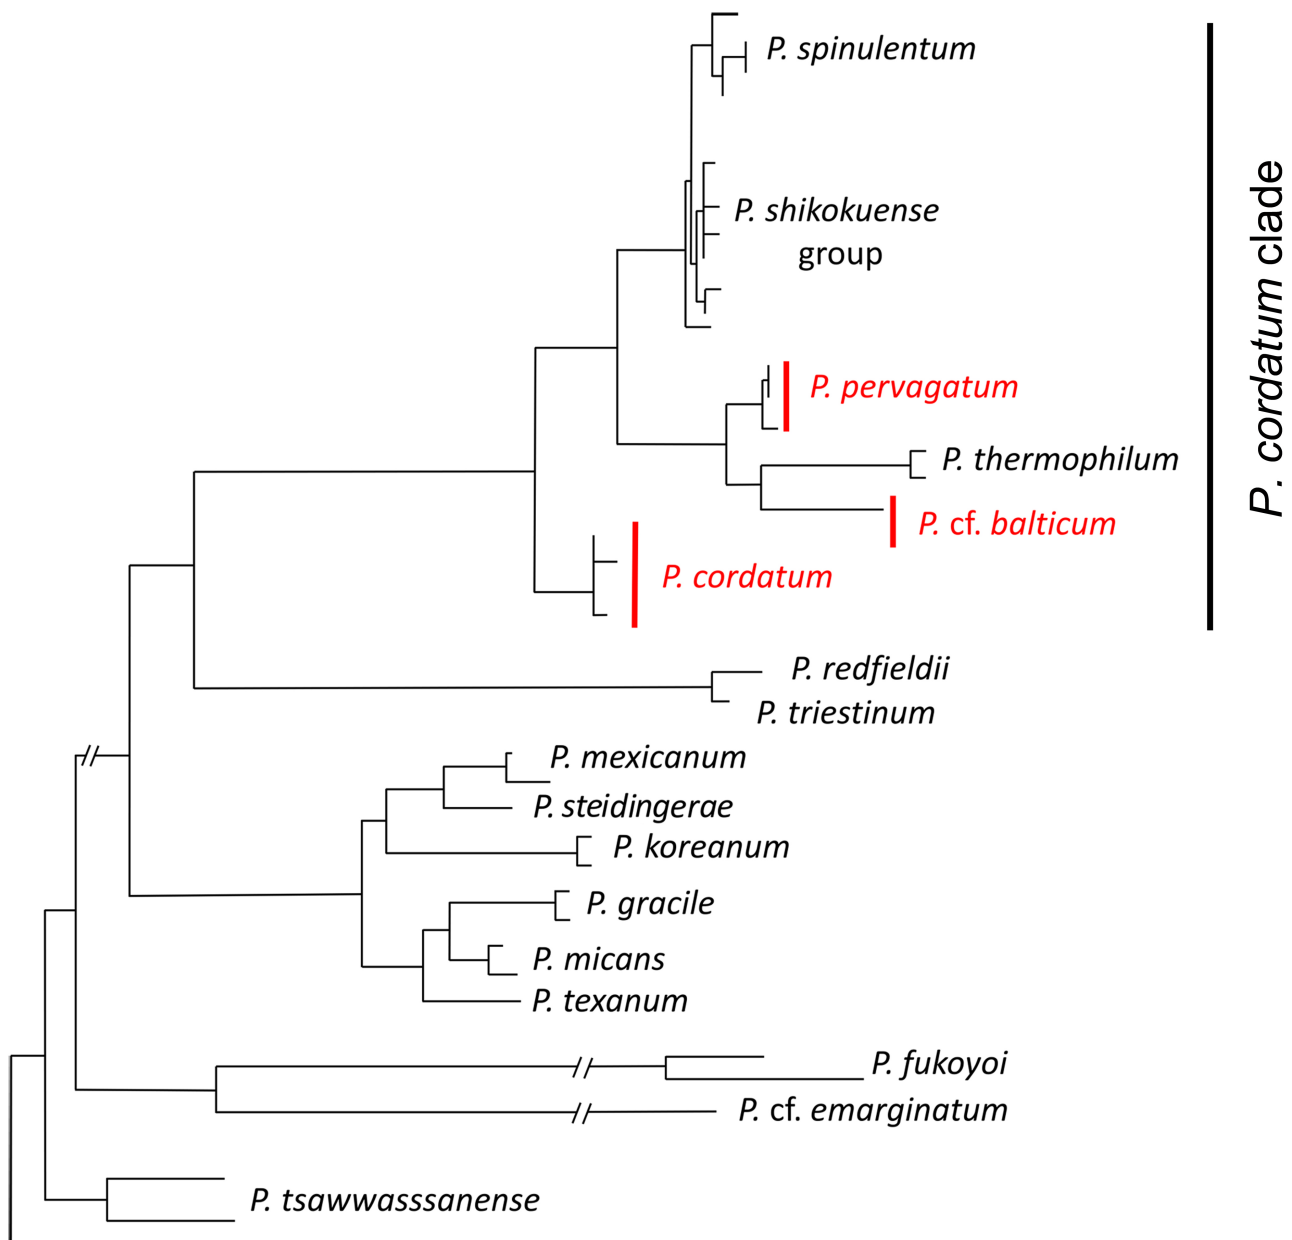 P. spinulentum
P. shikokuense
group
P. pervagatum
P. thermophilum
P. cf. balticum
P. cordatum
P. cordatum clade
P. redfieldii
P. triestinum
P. mexicanum
P. steidingerae
P. koreanum
P. gracile
P. micans
P. texanum
P. fukoyoi
P. cf. emarginatum
P. tsawwasssanense